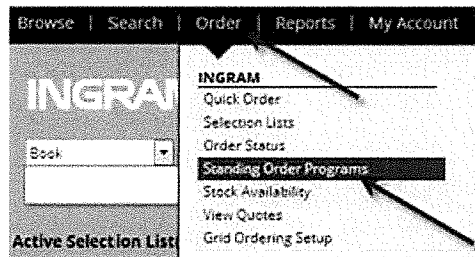 Browse | Search | Order | Reports | My Account
INGRA
Book
Active Selection List
INGRAM
Quick Order
Selection Lists
Order Status
Standing Order Programs
Stock Availability
View Quotes
Grid Ordering Setup